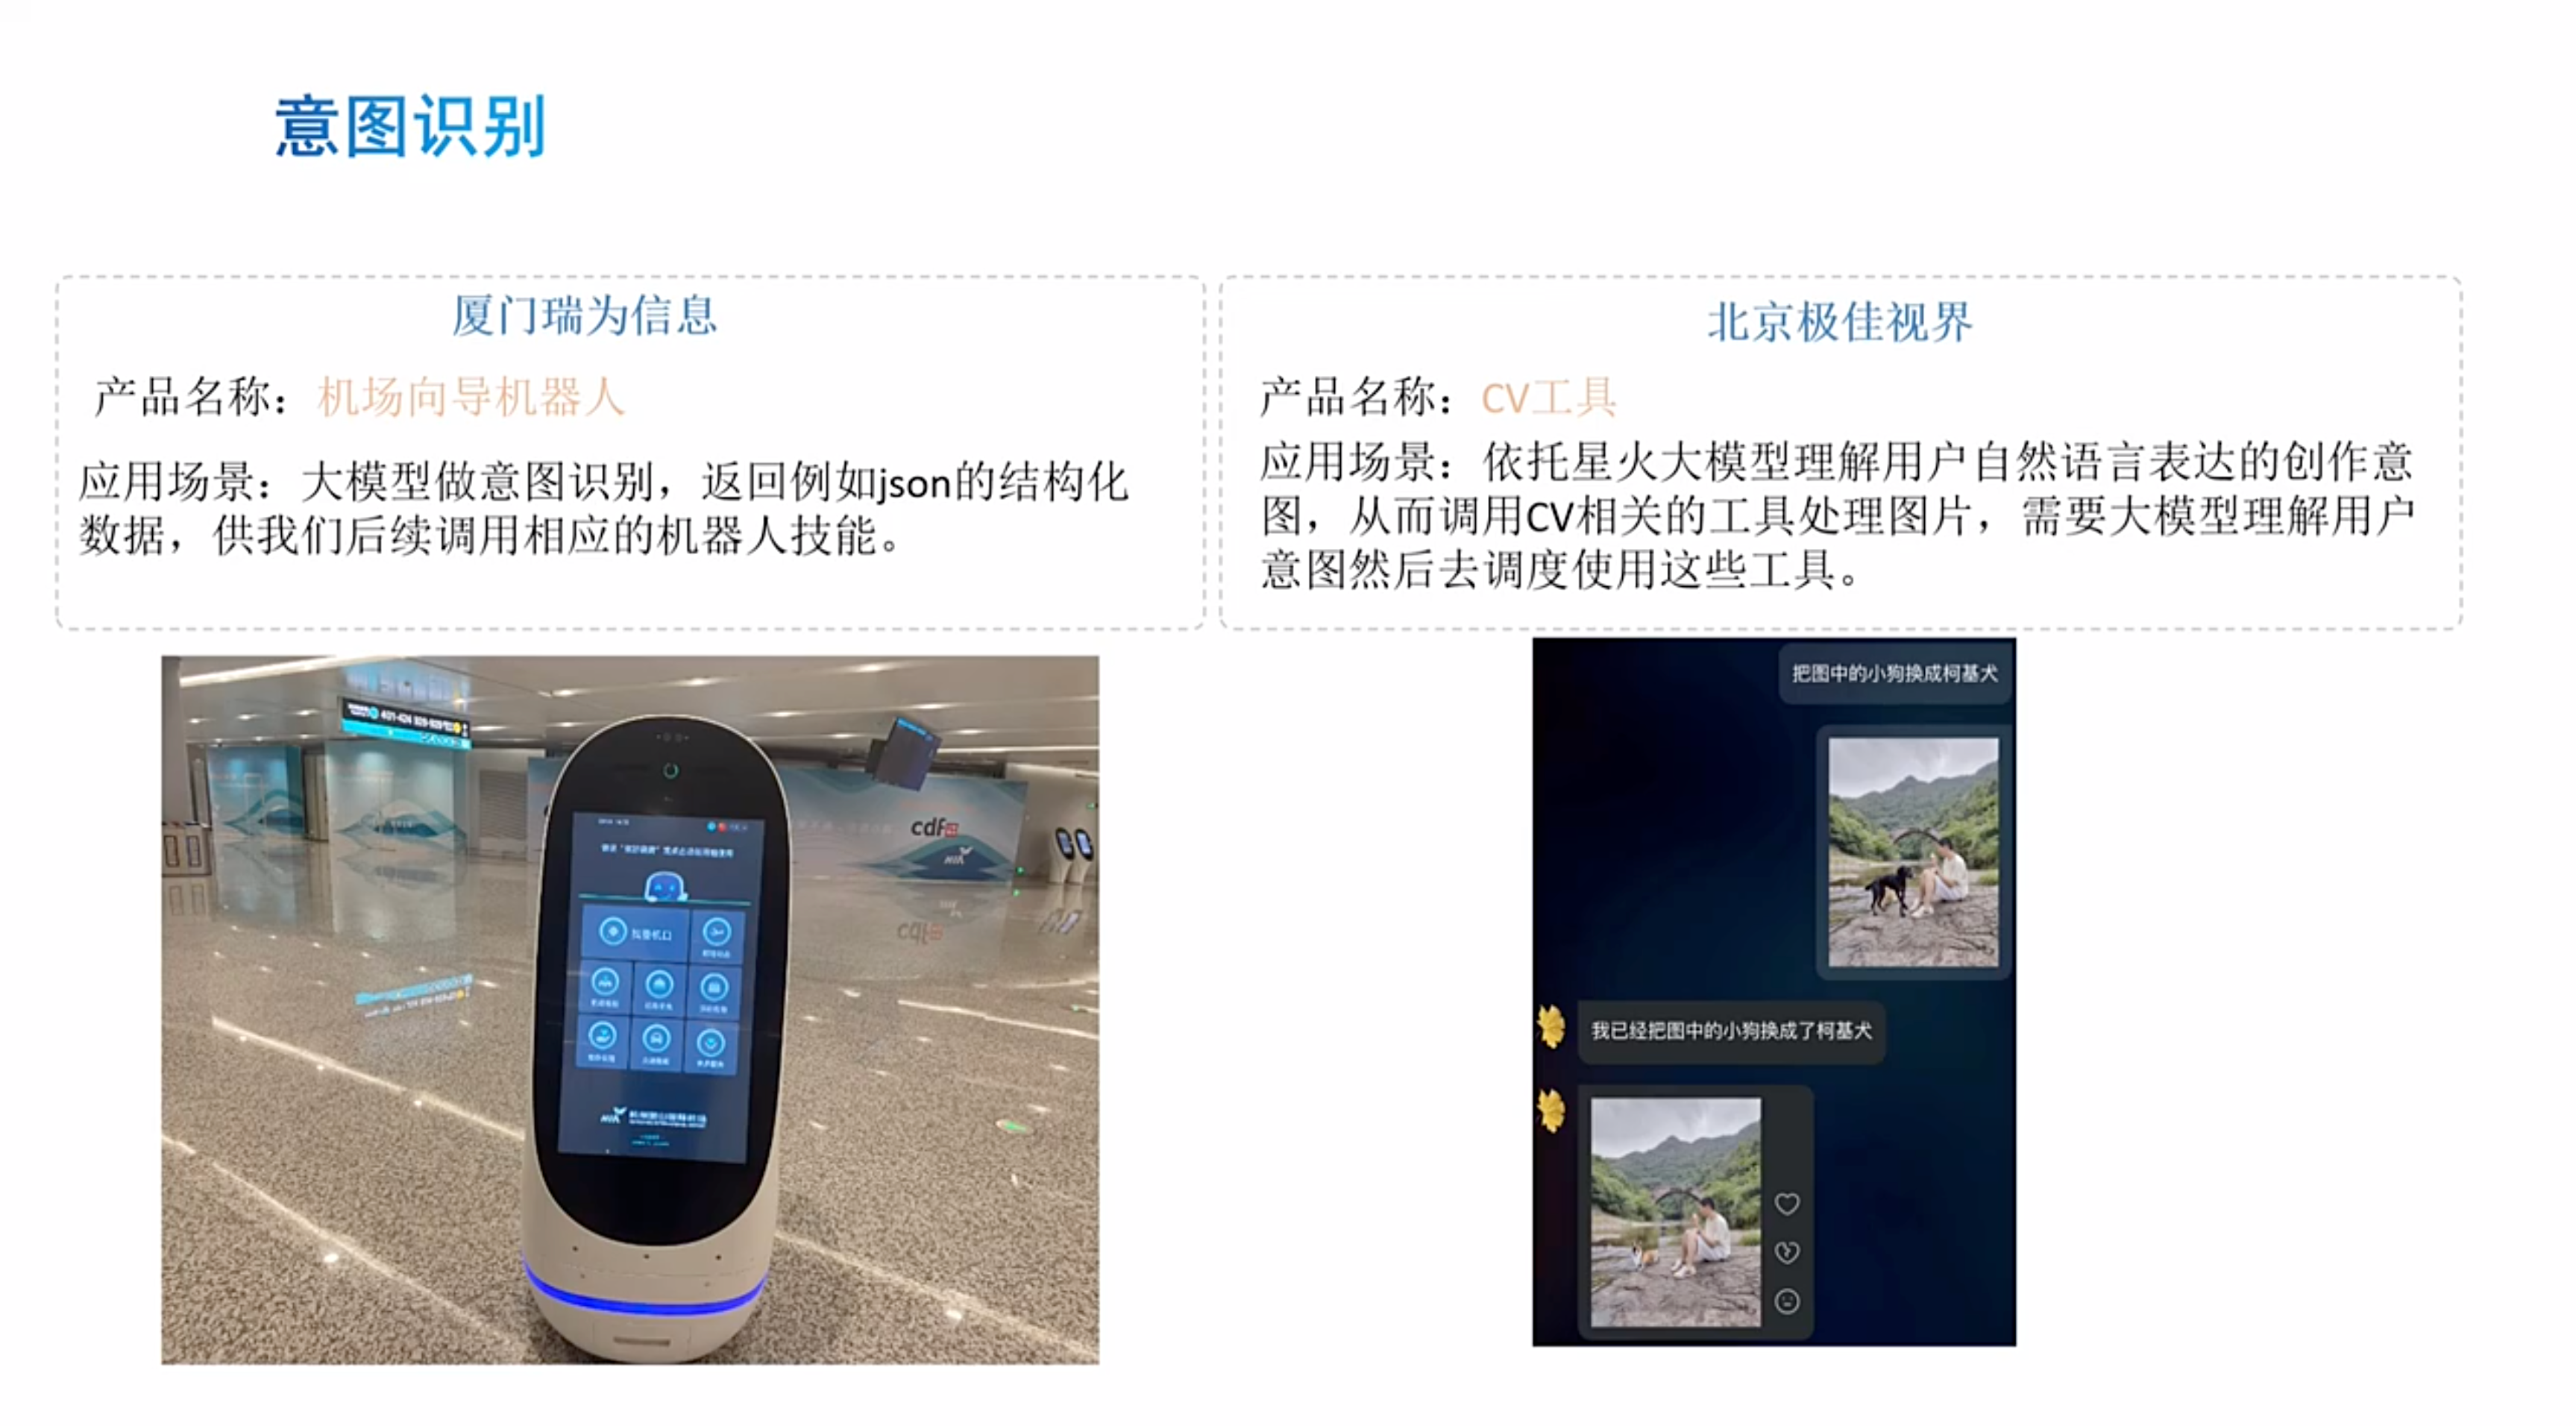 意图识别
厦门瑞为信息
产品名称：机场向导机器人
应用场景：大模型做意图识别，返回例如json的结构化
数据，供我们后续调用相应的机器人技能。
北京极佳视界
产品名称：CV工具
应用场景：依托星火大模型理解用户自然语言表达的创作意
图，从而调用CV相关的工具处理图片，需要大模型理解用户
意图然后去调度使用这些工具。
cdf
找登机口
把图中的小狗换成柯基犬
我已经把图中的小狗换成了柯基犬